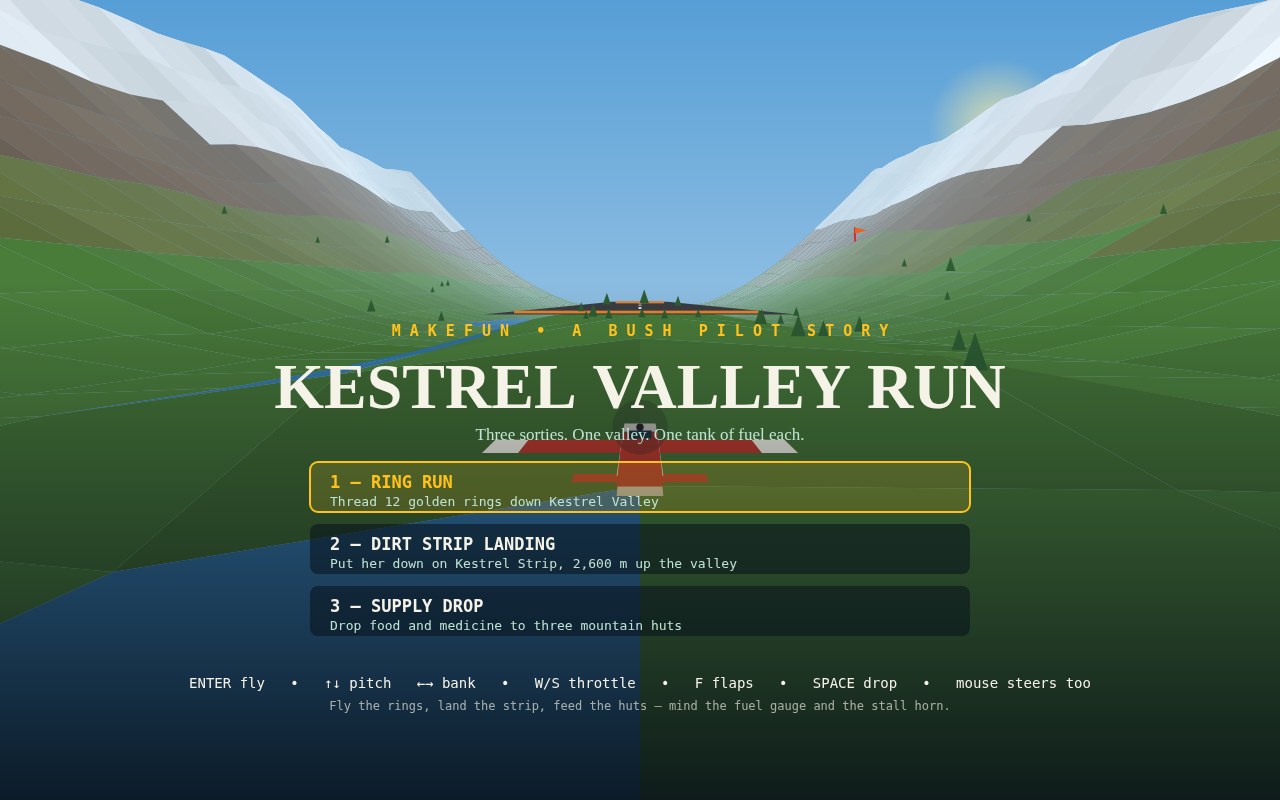 MAKEFUN • A BUSH PILOT STORY
KESTREL VALLEY RUN
Three sorties. One valley. One tank of fuel each.
1 — RING RUN
Thread 12 golden rings down Kestrel Valley
2 — DIRT STRIP LANDING
Put her down on Kestrel Strip, 2,600 m up the valley
3 — SUPPLY DROP
Drop food and medicine to three mountain huts
ENTER fly • ↑↓ pitch ←→ bank • W/S throttle • F flaps • SPACE drop • mouse steers too
Fly the rings, land the strip, feed the huts — mind the fuel gauge and the stall horn.